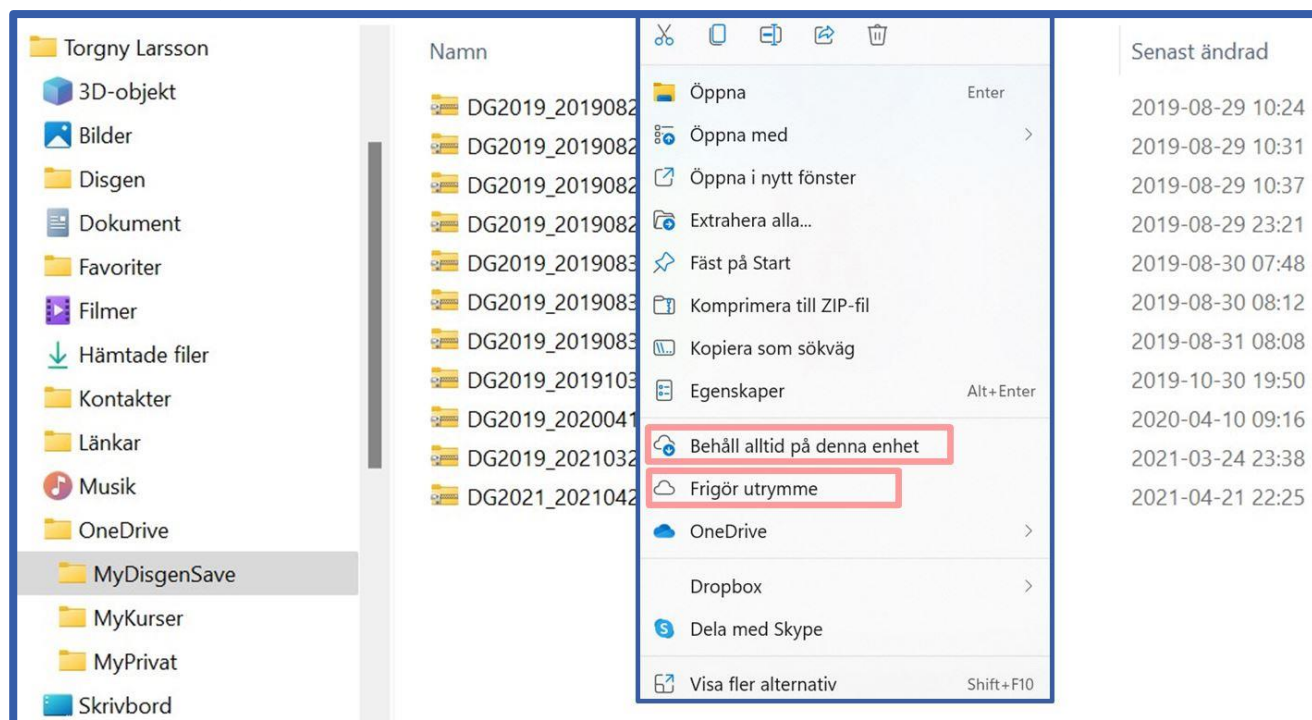 Torgny Larsson
3D-objekt
Bilder
Disgen
Dokument
Favoriter
Filmer
Hämtade filer
Kontakter
Länkar
Musik
OneDrive
MyDisgenSave
MyKurser
MyPrivat
Skrivbord
Namn
DG2019_2019082
DG2019_2019082
DG2019_2019082
DG2019_2019082
DG2019_2019083
DG2019_2019083
DG2019_2019083
DG2019_2019103
DG2019_2020041
DG2019_2021032
DG2021_2021042
Öppna Enter
Öppna med
Öppna i nytt fönster
Extrahera alla...
Fäst på Start
Komprimera till ZIP-fil
Kopiera som sökväg
Egenskaper Alt+Enter
Behåll alltid på denna enhet
Frigör utrymme
OneDrive
Dropbox
Dela med Skype
Visa fler alternativ Shift+F10
Senast ändrad
2019-08-29 10:24
2019-08-29 10:31
2019-08-29 10:37
2019-08-29 23:21
2019-08-30 07:48
2019-08-30 08:12
2019-08-31 08:08
2019-10-30 19:50
2020-04-10 09:16
2021-03-24 23:38
2021-04-21 22:25